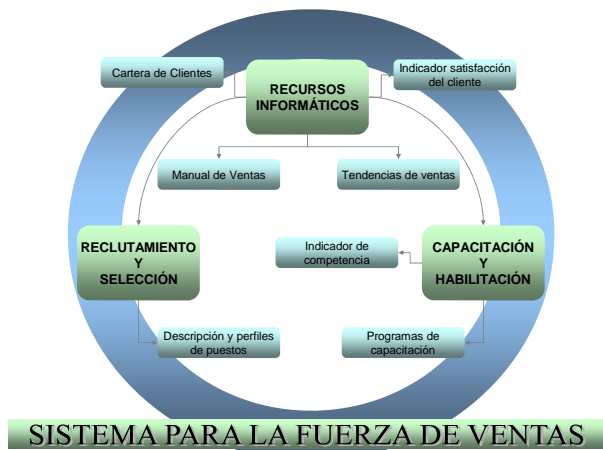 Cartera de Clientes
RECURSOS
INFORMÁTICOS
Indicador satisfacción
del cliente
Manual de Ventas
Tendencias de ventas
RECLUTAMIENTO
Y
SELECCIÓN
Indicador de
competencia
CAPACITACIÓN
Y
HABILITACIÓN
Descripción y perfiles
de puestos
Programas de
capacitación
SISTEMA PARA LA FUERZA DE VENTAS